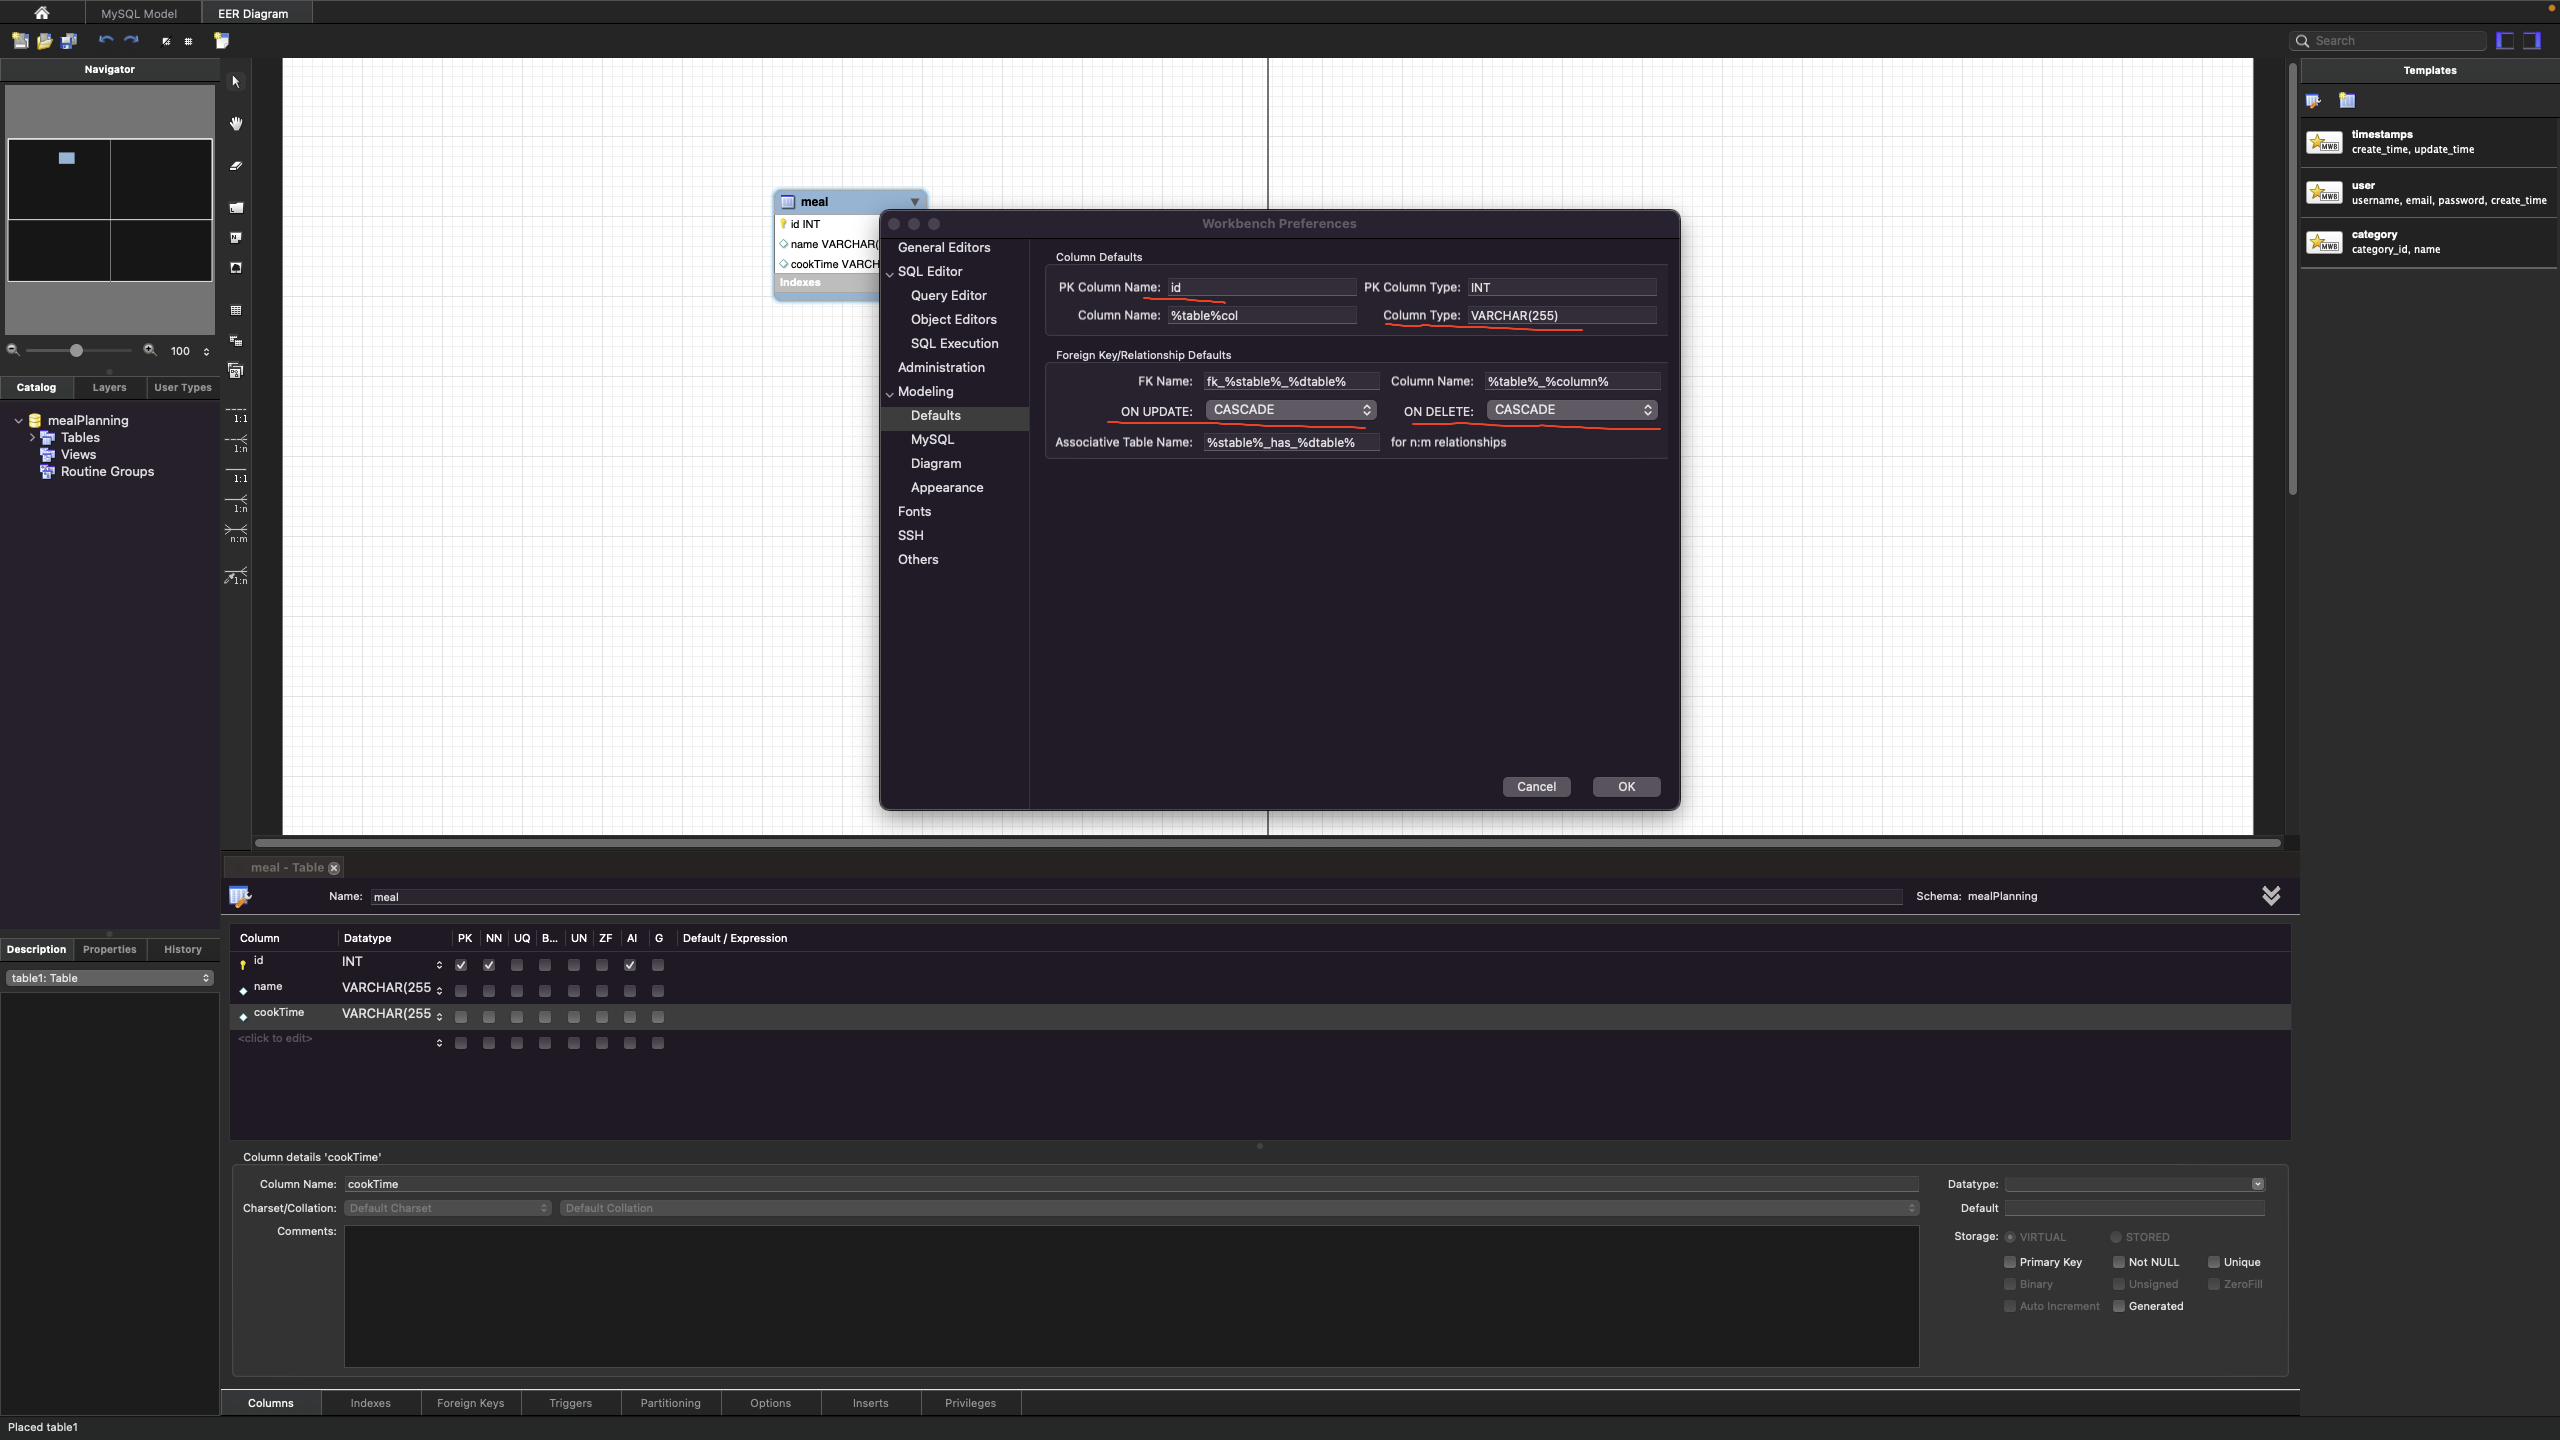 MySQL Model
EER Diagram
Search
Navigator
100
Catalog
Layers
User Types
mealPlanning
Tables
Views
Routine Groups
Description
Properties
History
table1: Table
1:1
1:n
1:1
1:n
n:m
1:n
meal
id INT
name VARCHAR(
cookTime VARCH
Indexes
Workbench Preferences
General Editors
SQL Editor
Query Editor
Object Editors
SQL Execution
Administration
Modeling
Defaults
MySQL
Diagram
Appearance
Fonts
SSH
Others
Column Defaults
PK Column Name: id PK Column Type: INT
Column Name: %table%col Column Type: VARCHAR(255)
Foreign Key/Relationship Defaults
FK Name: fk_%stable%_%dtable% Column Name: %table%_%column%
ON UPDATE: CASCADE ON DELETE: CASCADE
Associative Table Name: %stable%_has_%dtable% for n:m relationships
Cancel
OK
Templates
timestamps
create_time, update_time
user
username, email, password, create_time
category
category_id, name
MWB
MWB
MWB
meal - Table
Name: meal Schema: mealPlanning
Column Datatype PK NN UQ B... UN ZF AI G Default / Expression
id INT
name VARCHAR(255
cookTime VARCHAR(255
<click to edit>
Column details 'cookTime'
Column Name: cookTime
Charset/Collation: Default Charset Default Collation
Comments:
Datatype:
Default
Storage: VIRTUAL STORED
Primary Key Not NULL Unique
Binary Unsigned ZeroFill
Auto Increment Generated
Columns Indexes Foreign Keys Triggers Partitioning Options Inserts Privileges
Placed table1